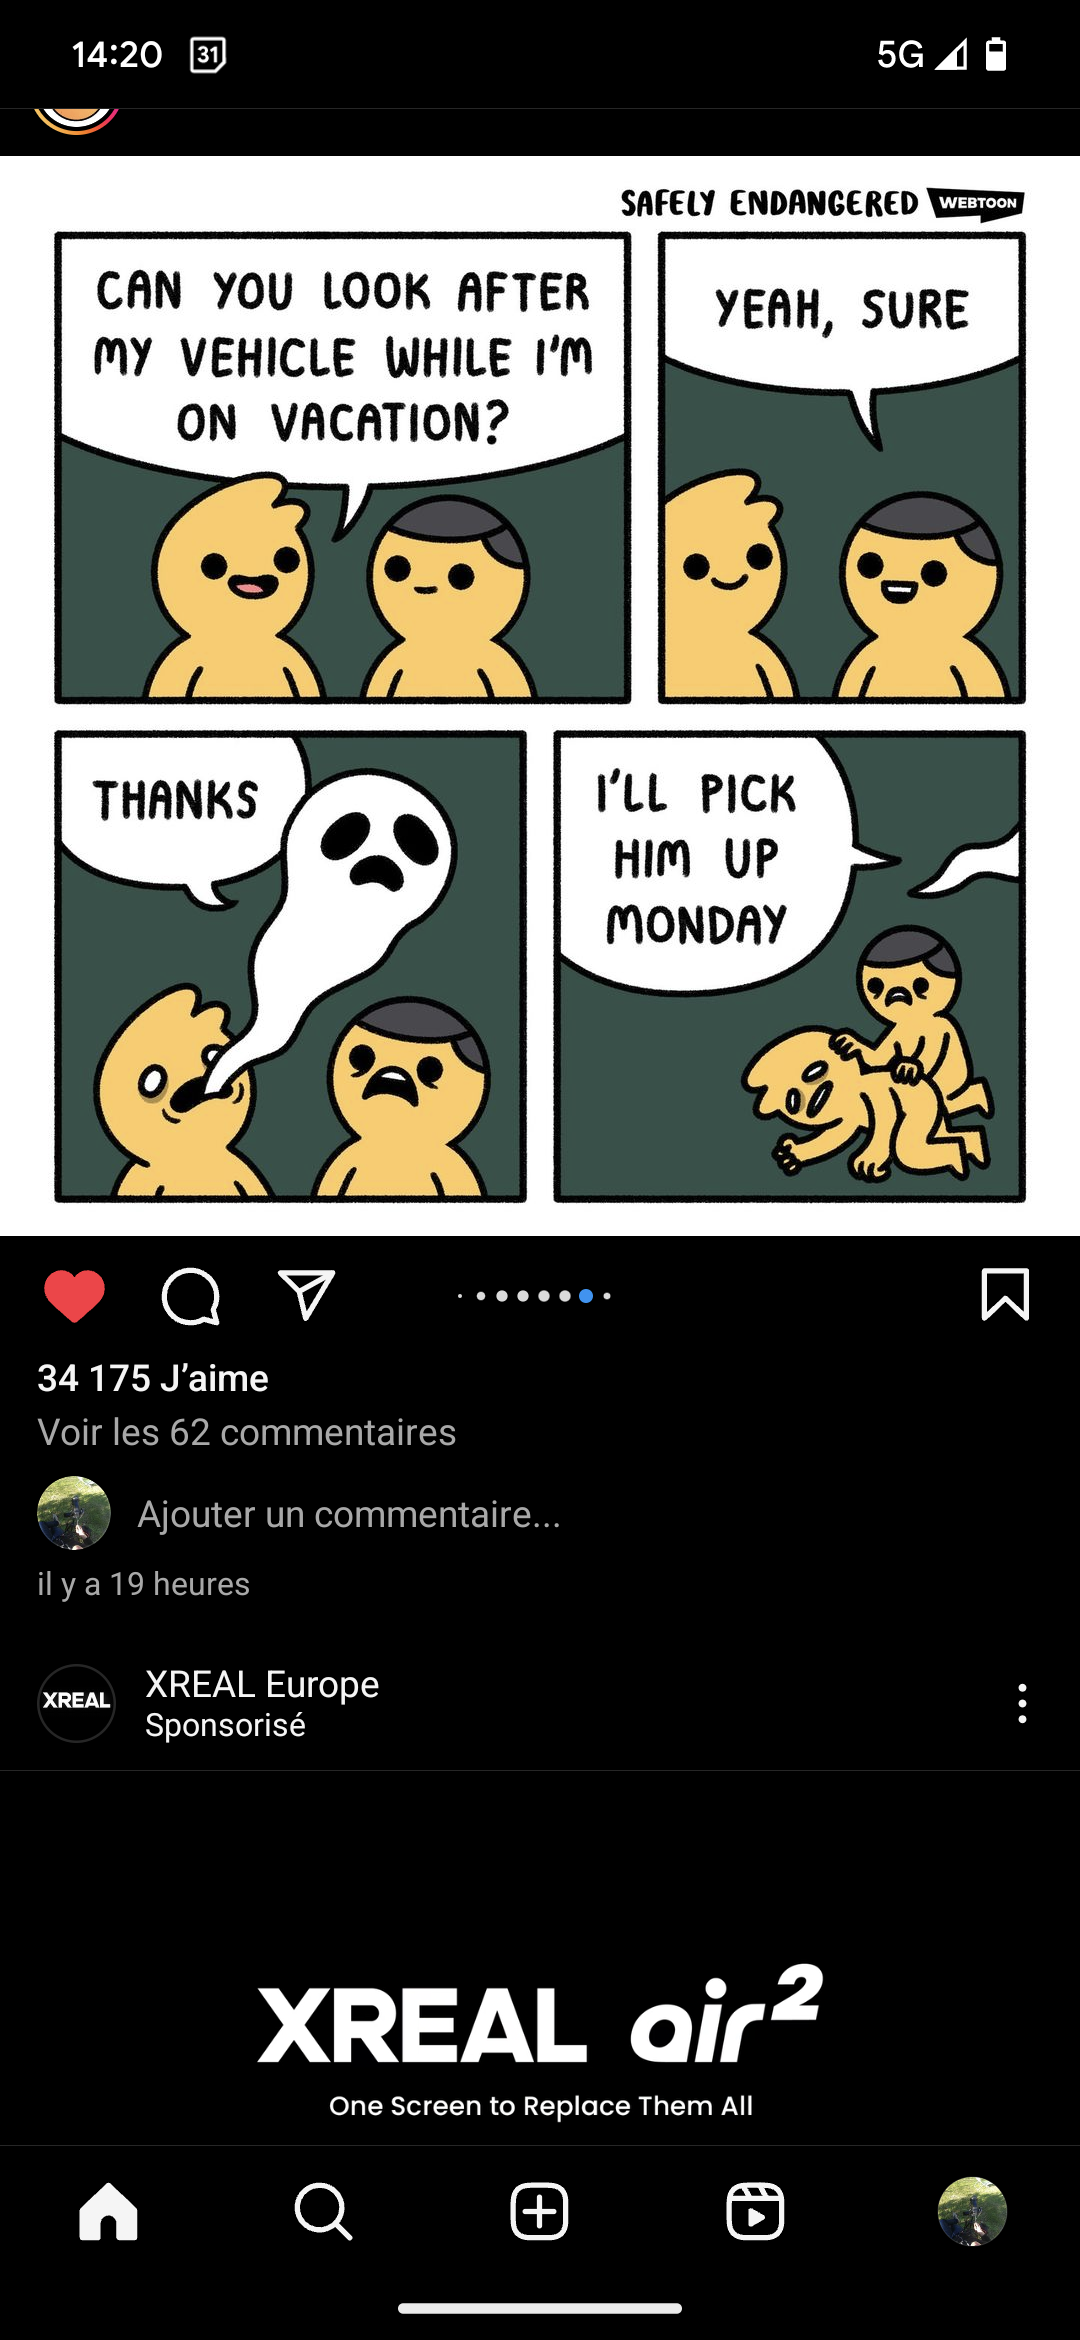 14:20
31
5G
SAFELY ENDANGERED WEBTOON
CAN YOU LOOK AFTER
MY VEHICLE WHILE I'M
ON VACATION?
YEAH, SURE
THANKS
I'LL PICK
HIM UP
MONDAY
34 175 J’aime
Voir les 62 commentaires
Ajouter un commentaire...
il y a 19 heures
XREAL
XREAL Europe
Sponsorisé
XREAL air²
One Screen to Replace Them All